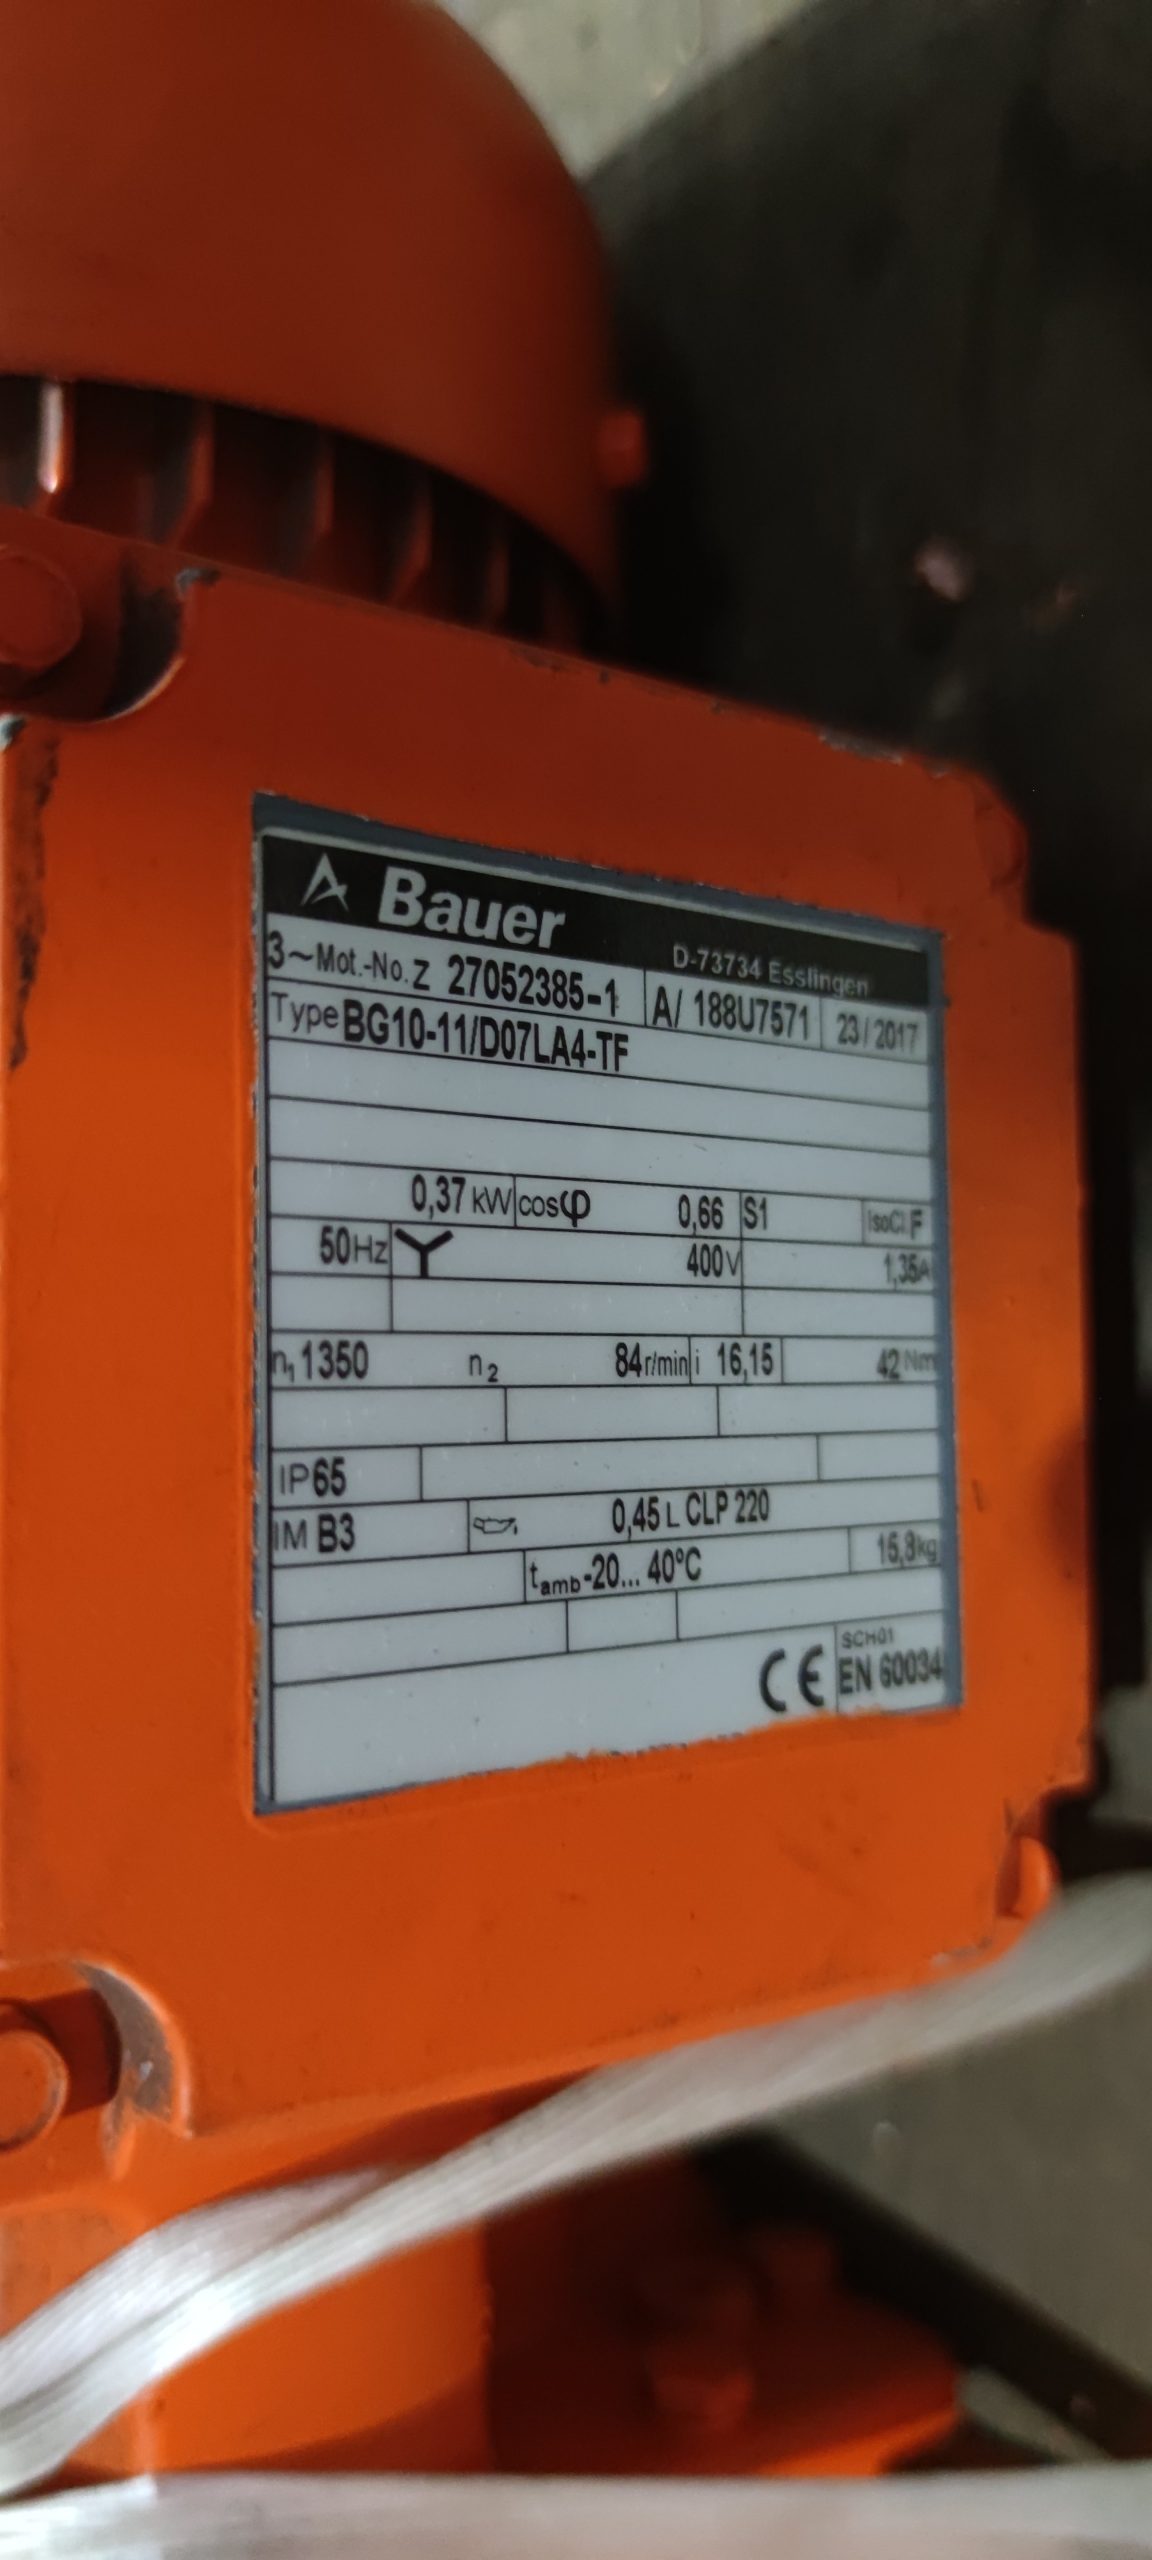 Bauer D-73734 Esslingen
3~Mot.-No. Z 27052385-1 A/ 188U7571 23/2017
Type BG10-11/D07LA4-TF
0,37 kW cosφ 0,66 S1 IsoCl. F
50Hz Y 400V 1,35A
n1 1350 n2 84 r/min i 16,15 42 Nm
IP65
IM B3 0,45 L CLP 220
tamb -20... 40°C 15,8kg
SCH01
CE EN 60034